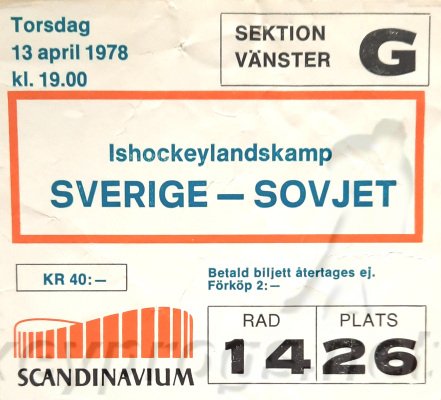 Torsdag
13 april 1978
kl. 19.00
SEKTION
VÄNSTER
G
Ishockeylandskamp
SVERIGE – SOVJET
KR 40:–
Betald biljett återtages ej.
Förköp 2:–
SCANDINAVIUM
RAD
14
PLATS
26